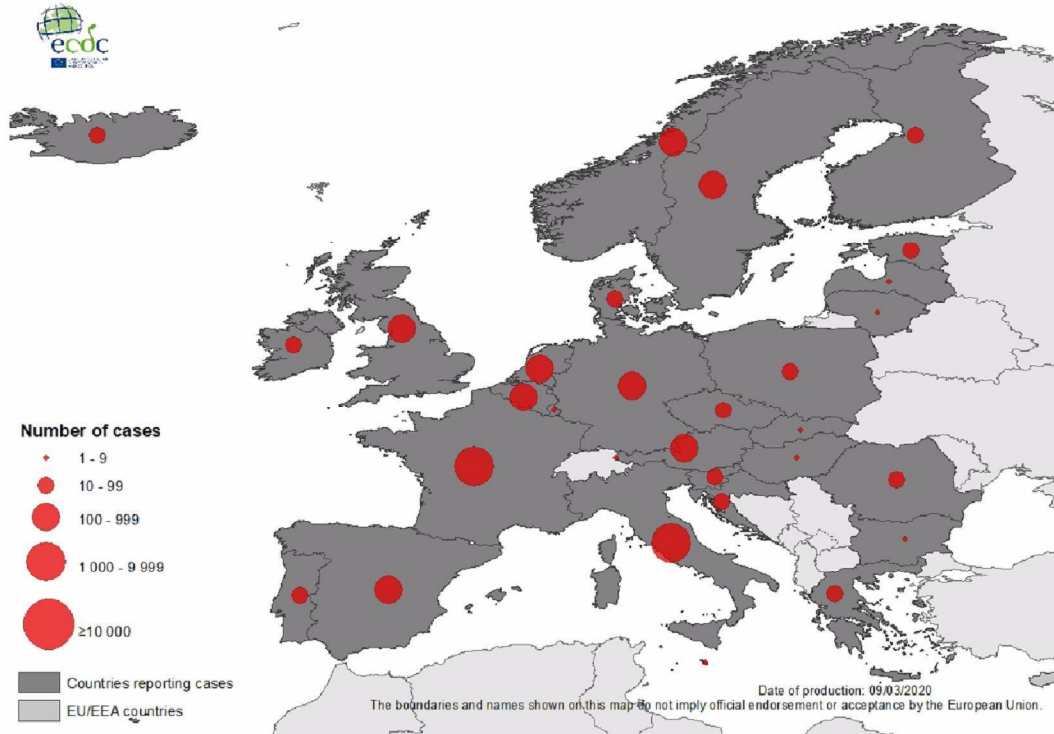 ecdc
Number of cases
1 - 9
10 - 99
100 - 999
1 000 - 9 999
≥10 000
Countries reporting cases
EU/EEA countries
Date of production: 09/03/2020
The boundaries and names shown on this map do not imply official endorsement or acceptance by the European Union.